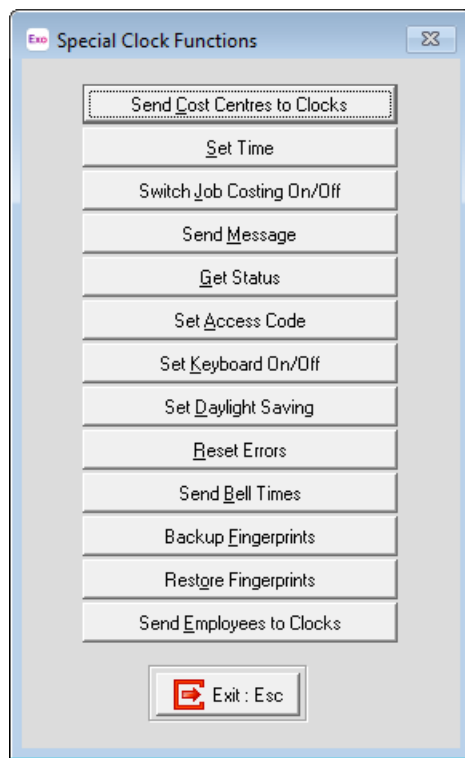 Exo Special Clock Functions
Send Cost Centres to Clocks
Set Time
Switch Job Costing On/Off
Send Message
Get Status
Set Access Code
Set Keyboard On/Off
Set Daylight Saving
Reset Errors
Send Bell Times
Backup Fingerprints
Restore Fingerprints
Send Employees to Clocks
Exit : Esc